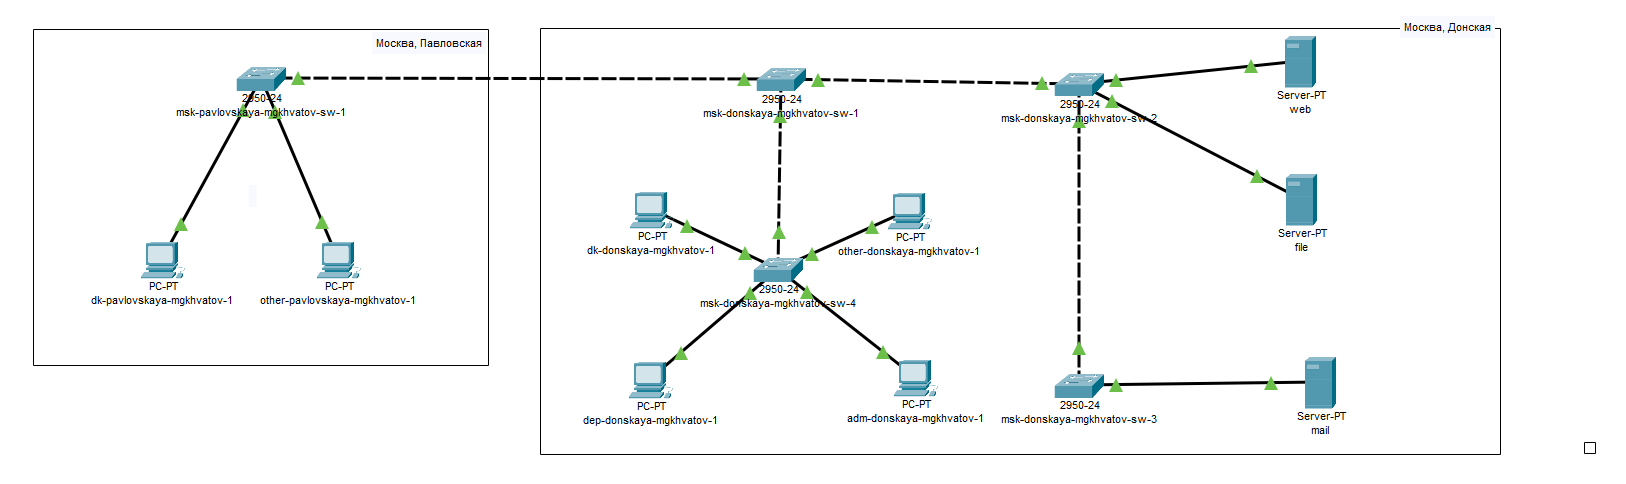 Москва, Павловская
2950-24
msk-pavlovskaya-mgkhvatov-sw-1
PC-PT
dk-pavlovskaya-mgkhvatov-1
PC-PT
other-pavlovskaya-mgkhvatov-1
Москва, Донская
2950-24
msk-donskaya-mgkhvatov-sw-1
2950-24
msk-donskaya-mgkhvatov-sw-2
Server-PT
web
PC-PT
dk-donskaya-mgkhvatov-1
PC-PT
other-donskaya-mgkhvatov-1
Server-PT
file
2950-24
msk-donskaya-mgkhvatov-sw-4
PC-PT
dep-donskaya-mgkhvatov-1
PC-PT
adm-donskaya-mgkhvatov-1
2950-24
msk-donskaya-mgkhvatov-sw-3
Server-PT
mail